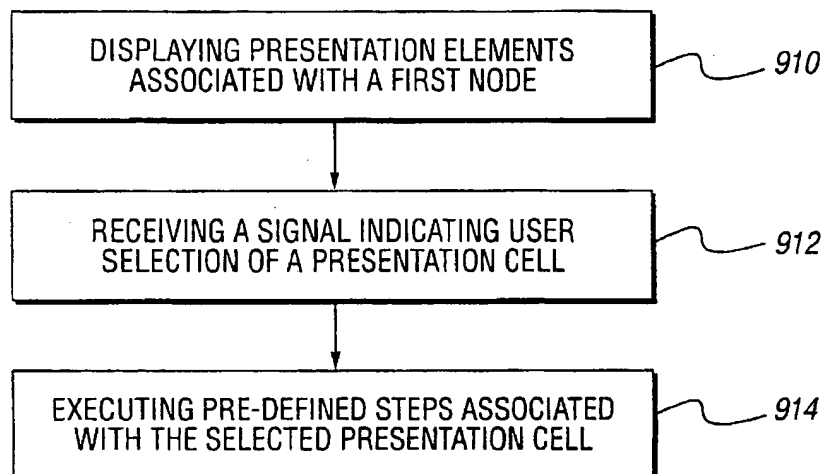 DISPLAYING PRESENTATION ELEMENTS
ASSOCIATED WITH A FIRST NODE
910
RECEIVING A SIGNAL INDICATING USER
SELECTION OF A PRESENTATION CELL
912
EXECUTING PRE-DEFINED STEPS ASSOCIATED
WITH THE SELECTED PRESENTATION CELL
914